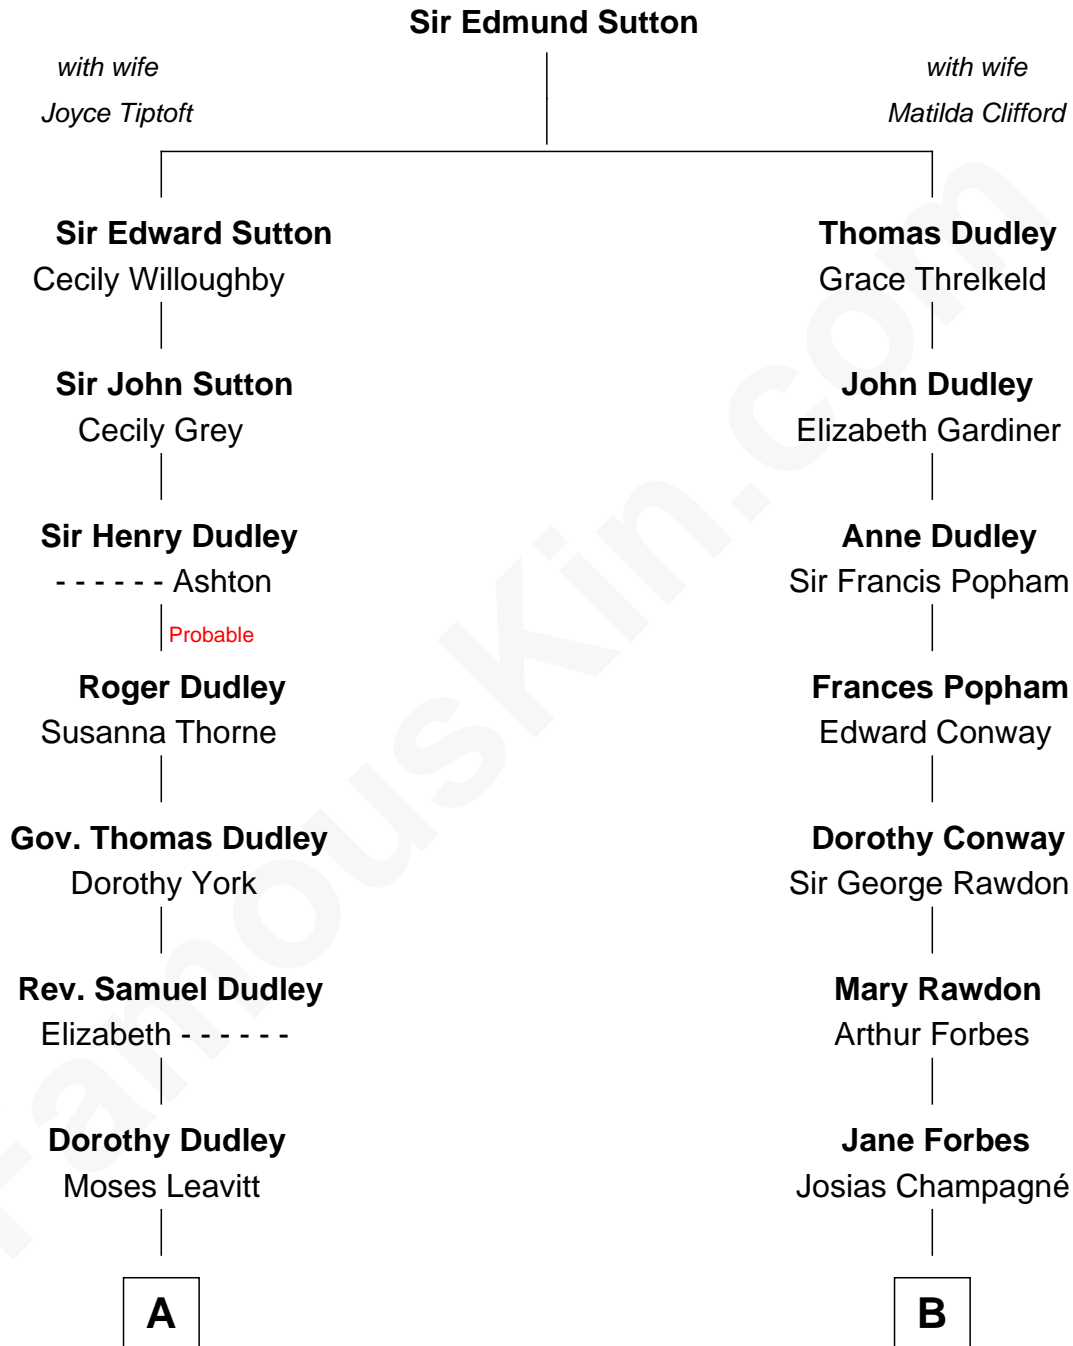 Sir Edmund Sutton
with wife
Joyce Tiptoft
with wife
Matilda Clifford
Sir Edward Sutton
Cecily Willoughby
Thomas Dudley
Grace Threlkeld
Sir John Sutton
Cecily Grey
John Dudley
Elizabeth Gardiner
Sir Henry Dudley
- - - - - - Ashton
Anne Dudley
Sir Francis Popham
Probable
Roger Dudley
Susanna Thorne
Frances Popham
Edward Conway
Gov. Thomas Dudley
Dorothy York
Dorothy Conway
Sir George Rawdon
Rev. Samuel Dudley
Elizabeth - - - - - -
Mary Rawdon
Arthur Forbes
Dorothy Dudley
Moses Leavitt
Jane Forbes
Josias Champagné
A
B
FamousKin.com